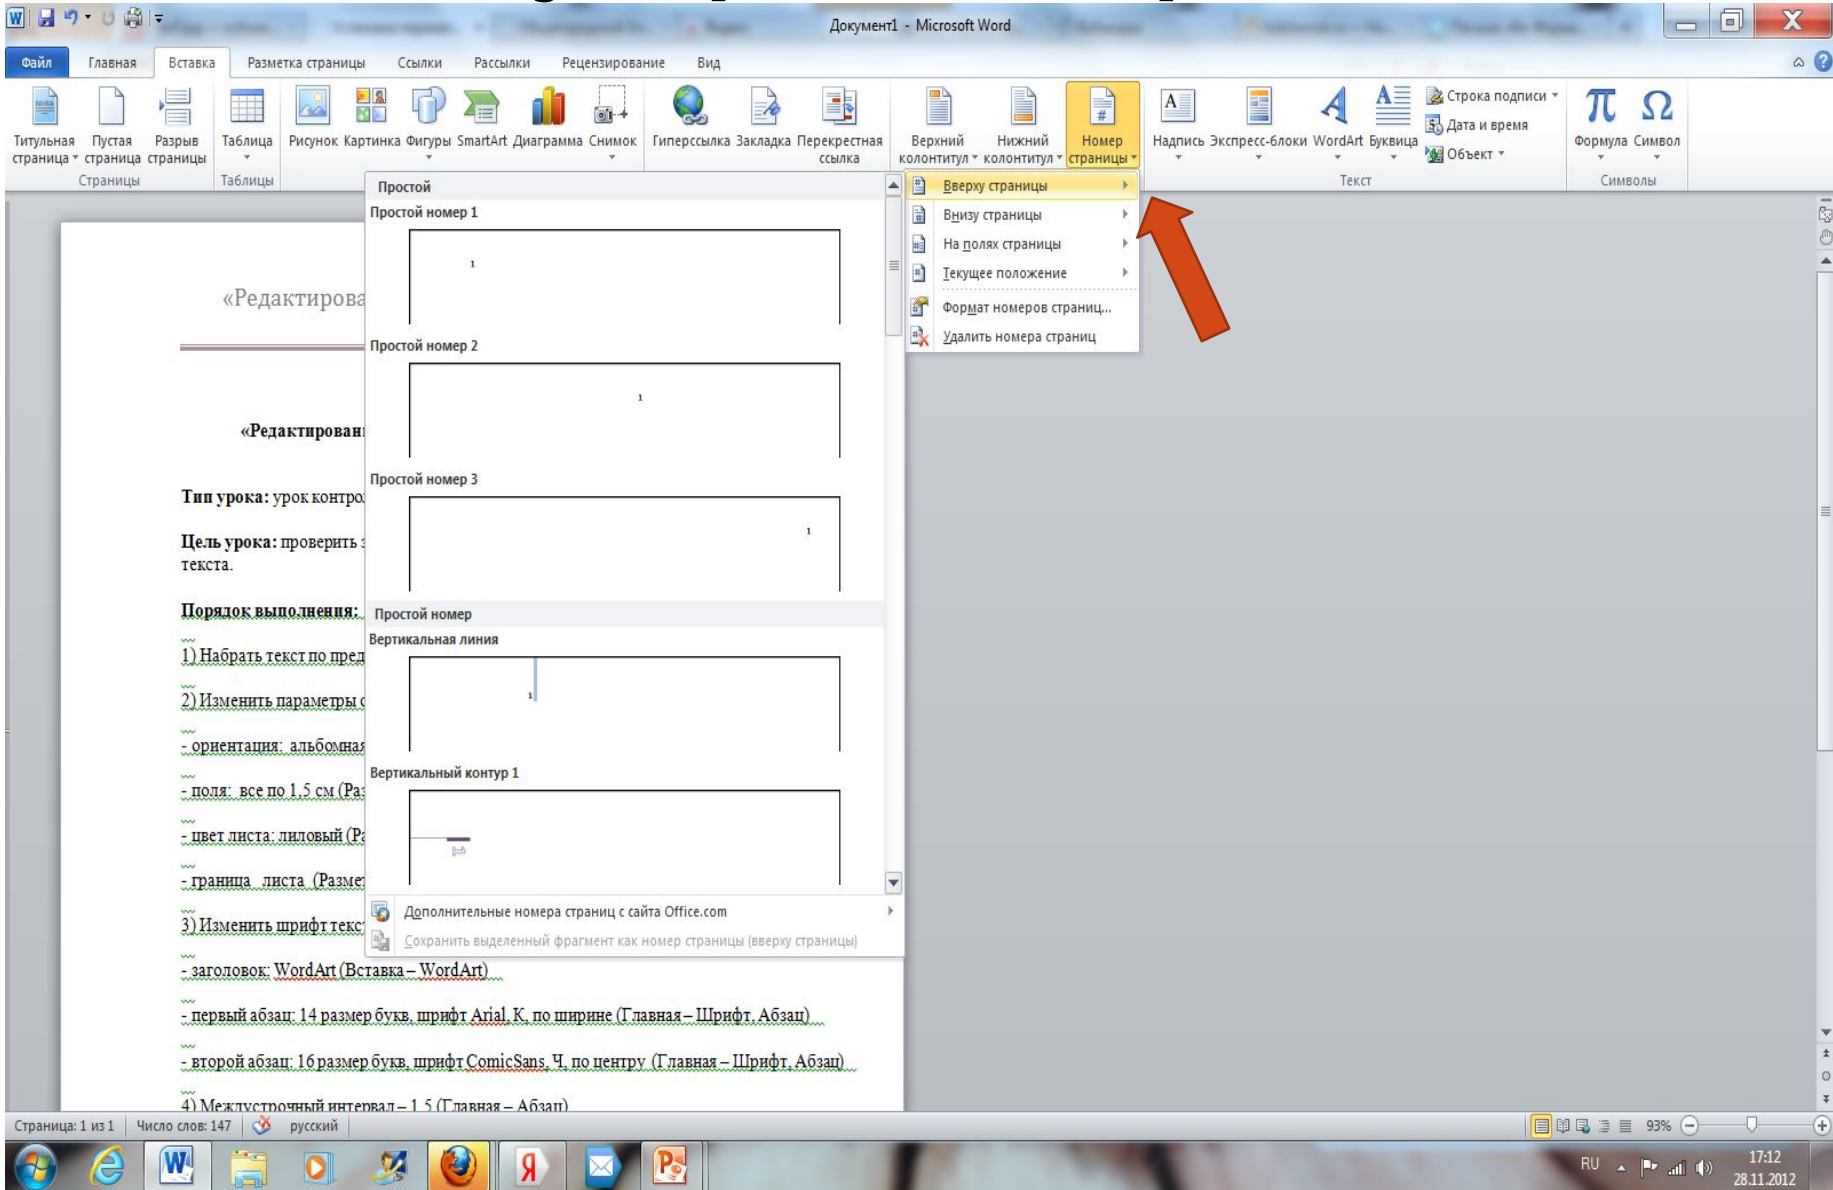 Документ1 - Microsoft Word
Файл Главная Вставка Разметка страницы Ссылки Рассылки Рецензирование Вид
Титульная страница
Пустая страница
Разрыв страницы
Страницы
Таблица
Таблицы
Рисунок Картинка Фигуры SmartArt Диаграмма Снимок
Гиперссылка Закладка Перекрестная ссылка
Верхний колонтитул
Нижний колонтитул
Номер страницы
Надпись Экспресс-блоки WordArt Буквица
Строка подписи
Дата и время
Объект
Текст
Формула Символ
Символы
Вверху страницы
Внизу страницы
На полях страницы
Текущее положение
Формат номеров страниц...
Удалить номера страниц
Простой
Простой номер 1
1
Простой номер 2
1
Простой номер 3
1
Простой номер
Вертикальная линия
1
Вертикальный контур 1
Дополнительные номера страниц с сайта Office.com
Сохранить выделенный фрагмент как номер страницы (вверху страницы)
«Редактирова
«Редактирован
Тип урока: урок контро
Цель урока: проверить
текста.
Порядок выполнения:
1) Набрать текст по пред
2) Изменить параметры
- ориентация: альбомная
- поля: все по 1,5 см (Раз
- цвет листа: лиловый (Ра
- граница листа (Разме
3) Изменить шрифт текс
- заголовок: WordArt (Вставка – WordArt)
- первый абзац: 14 размер букв, шрифт Arial, К, по ширине (Главная – Шрифт, Абзац)
- второй абзац: 16 размер букв, шрифт ComicSans, Ч, по центру (Главная – Шрифт, Абзац)
4) Междустрочный интервал – 1,5 (Главная – Абзац)
Страница: 1 из 1 Число слов: 147 русский 93%
RU 17:12
28.11.2012